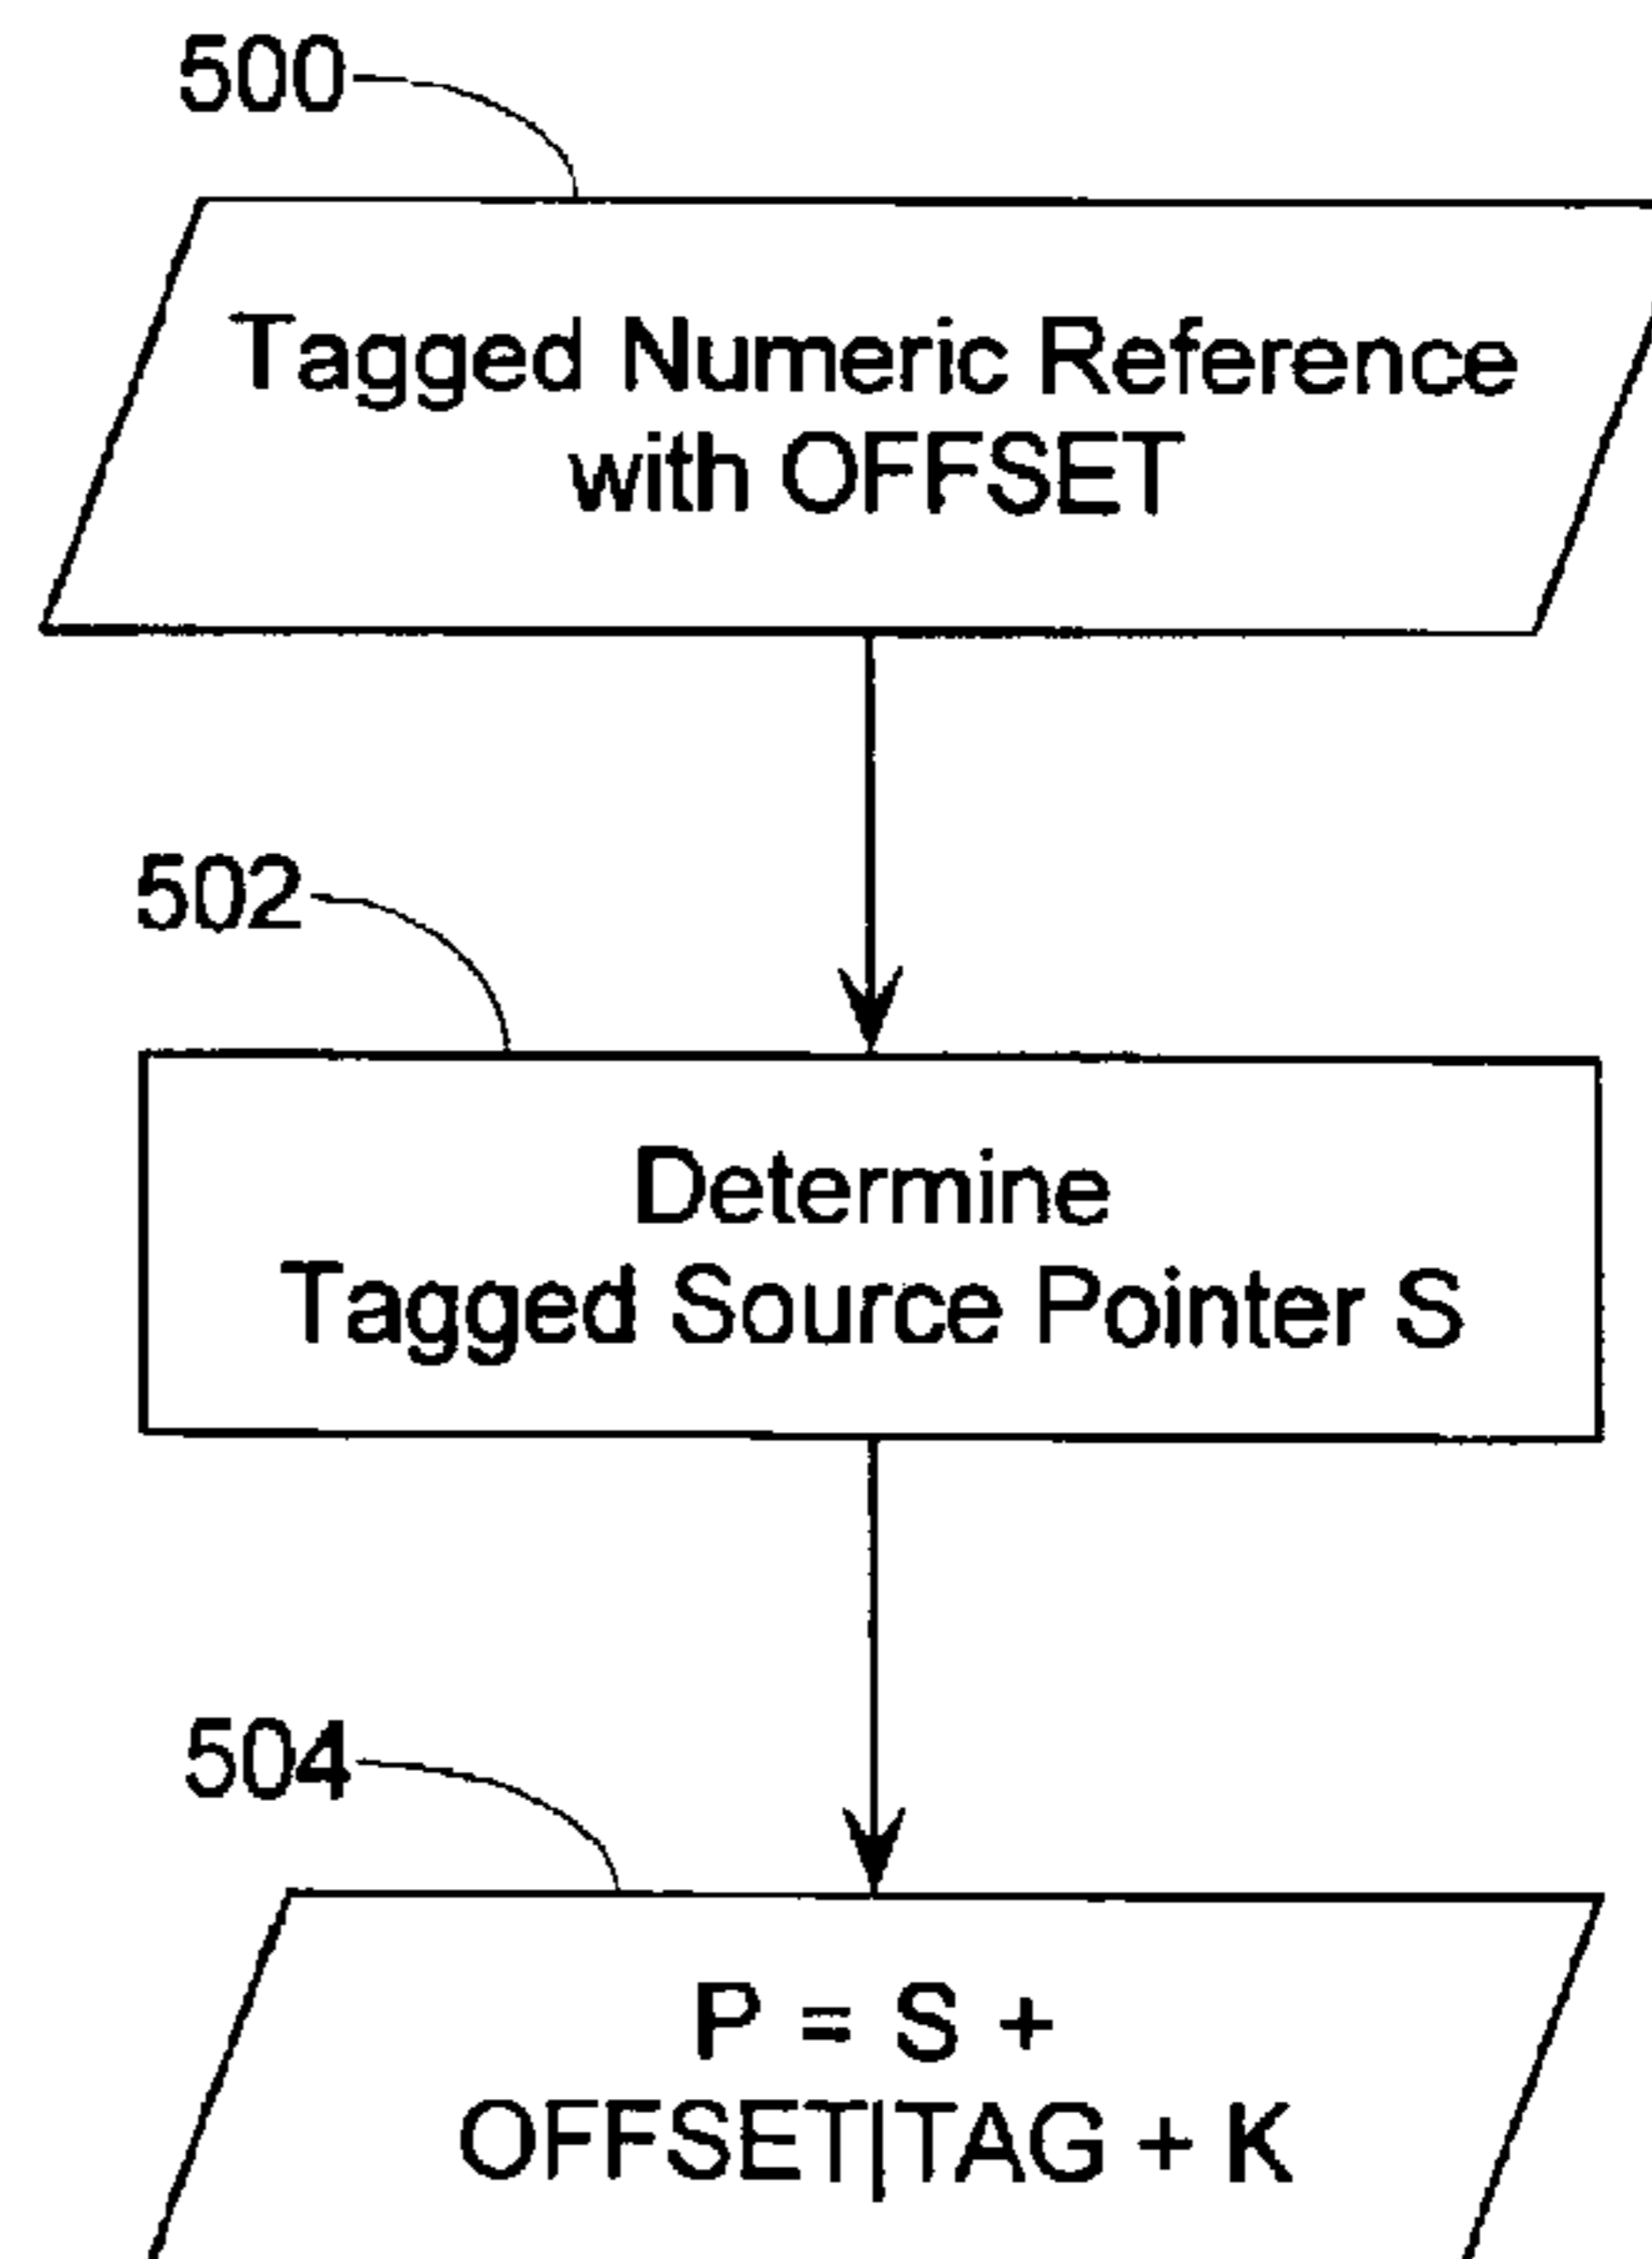 500
Tagged Numeric Reference
with OFFSET
502
Determine
Tagged Source Pointer S
504
P = S +
OFFSET|TAG + K